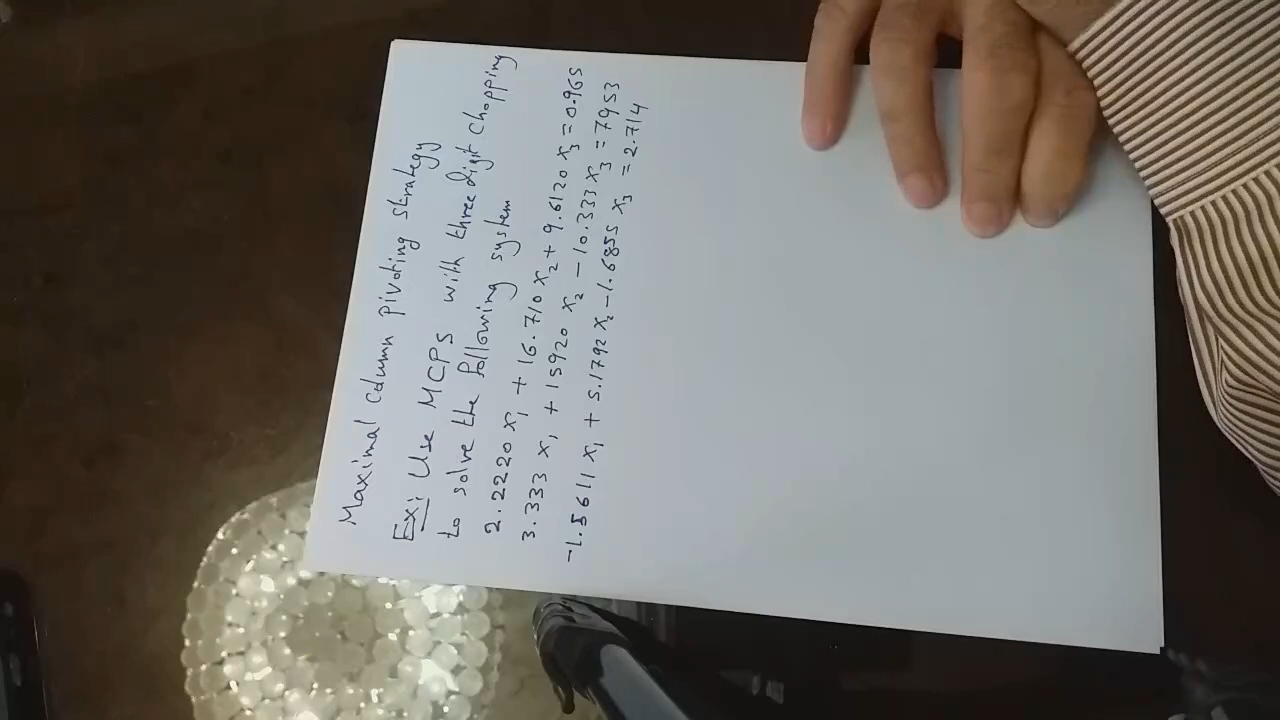 Maximal column pivoting strategy
Ex: Use MCPS with three digit chopping
to solve the following system
2.2220 x₁ + 16.710 x₂ + 9.6120 x₃ = 0.965
3.333 x₁ + 15920 x₂ - 10.333 x₃ = 7953
-1.5611 x₁ + 5.1792 x₂ - 1.6855 x₃ = 2.714